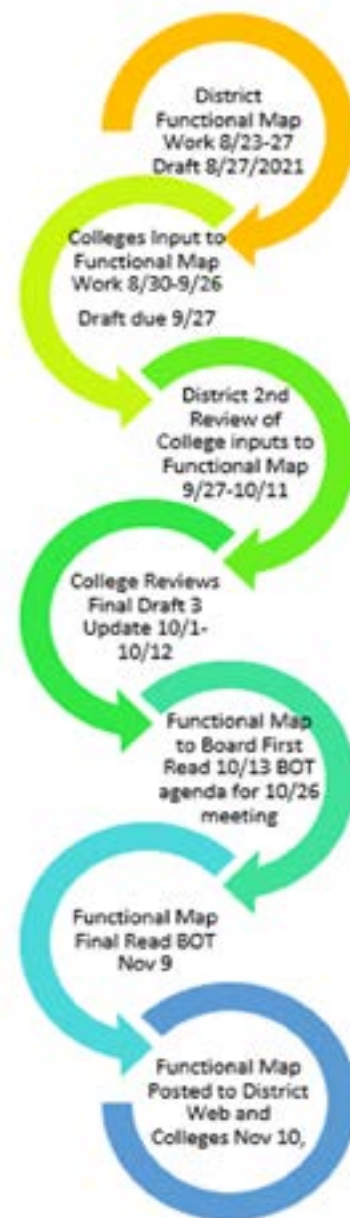 District
Functional Map
Work 8/23-27
Draft 8/27/2021
Colleges Input to
Functional Map
Work 8/30-9/26
Draft due 9/27
District 2nd
Review of
College inputs to
Functional Map
9/27-10/11
College Reviews
Final Draft 3
Update 10/1-
10/12
Functional Map
to Board First
Read 10/13 BOT
agenda for 10/26
meeting
Functional Map
Final Read BOT
Nov 9
Functional Map
Posted to District
Web and
Colleges Nov 10,